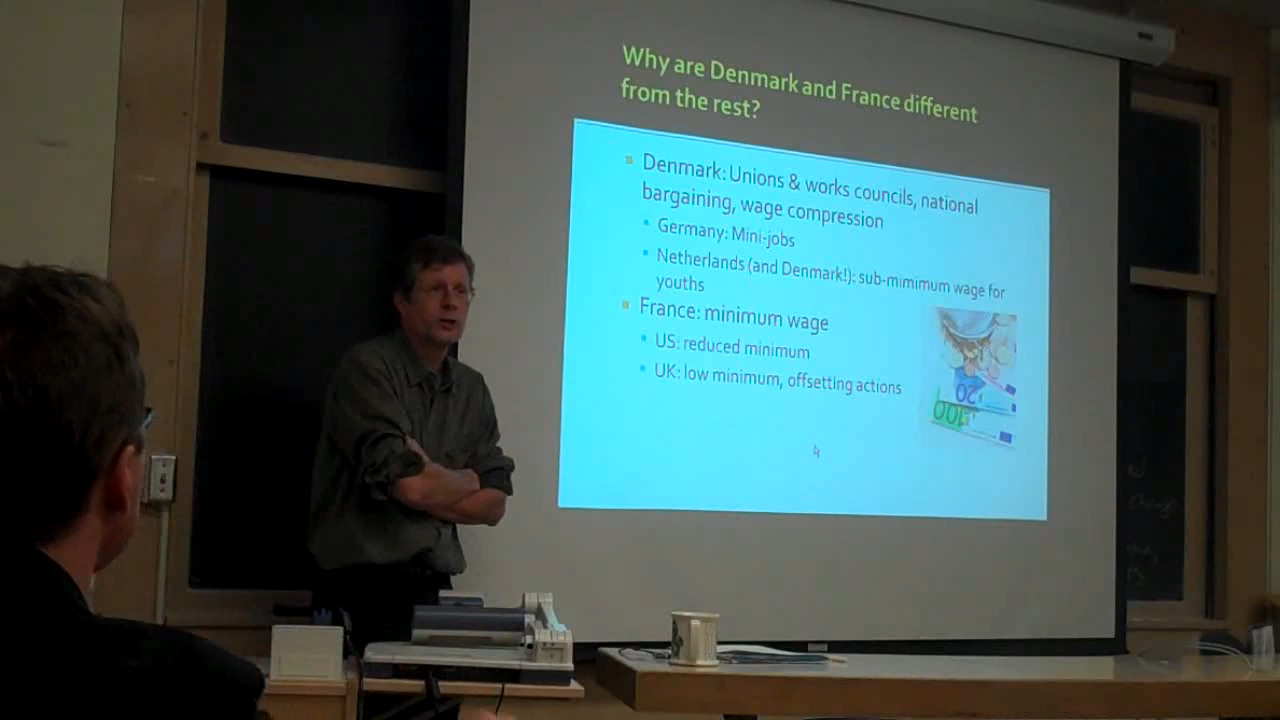 Why are Denmark and France different
from the rest?
Denmark: Unions & works councils, national
bargaining, wage compression
Germany: Mini-jobs
Netherlands (and Denmark!): sub-mimimum wage for
youths
France: minimum wage
US: reduced minimum
UK: low minimum, offsetting actions
20
100